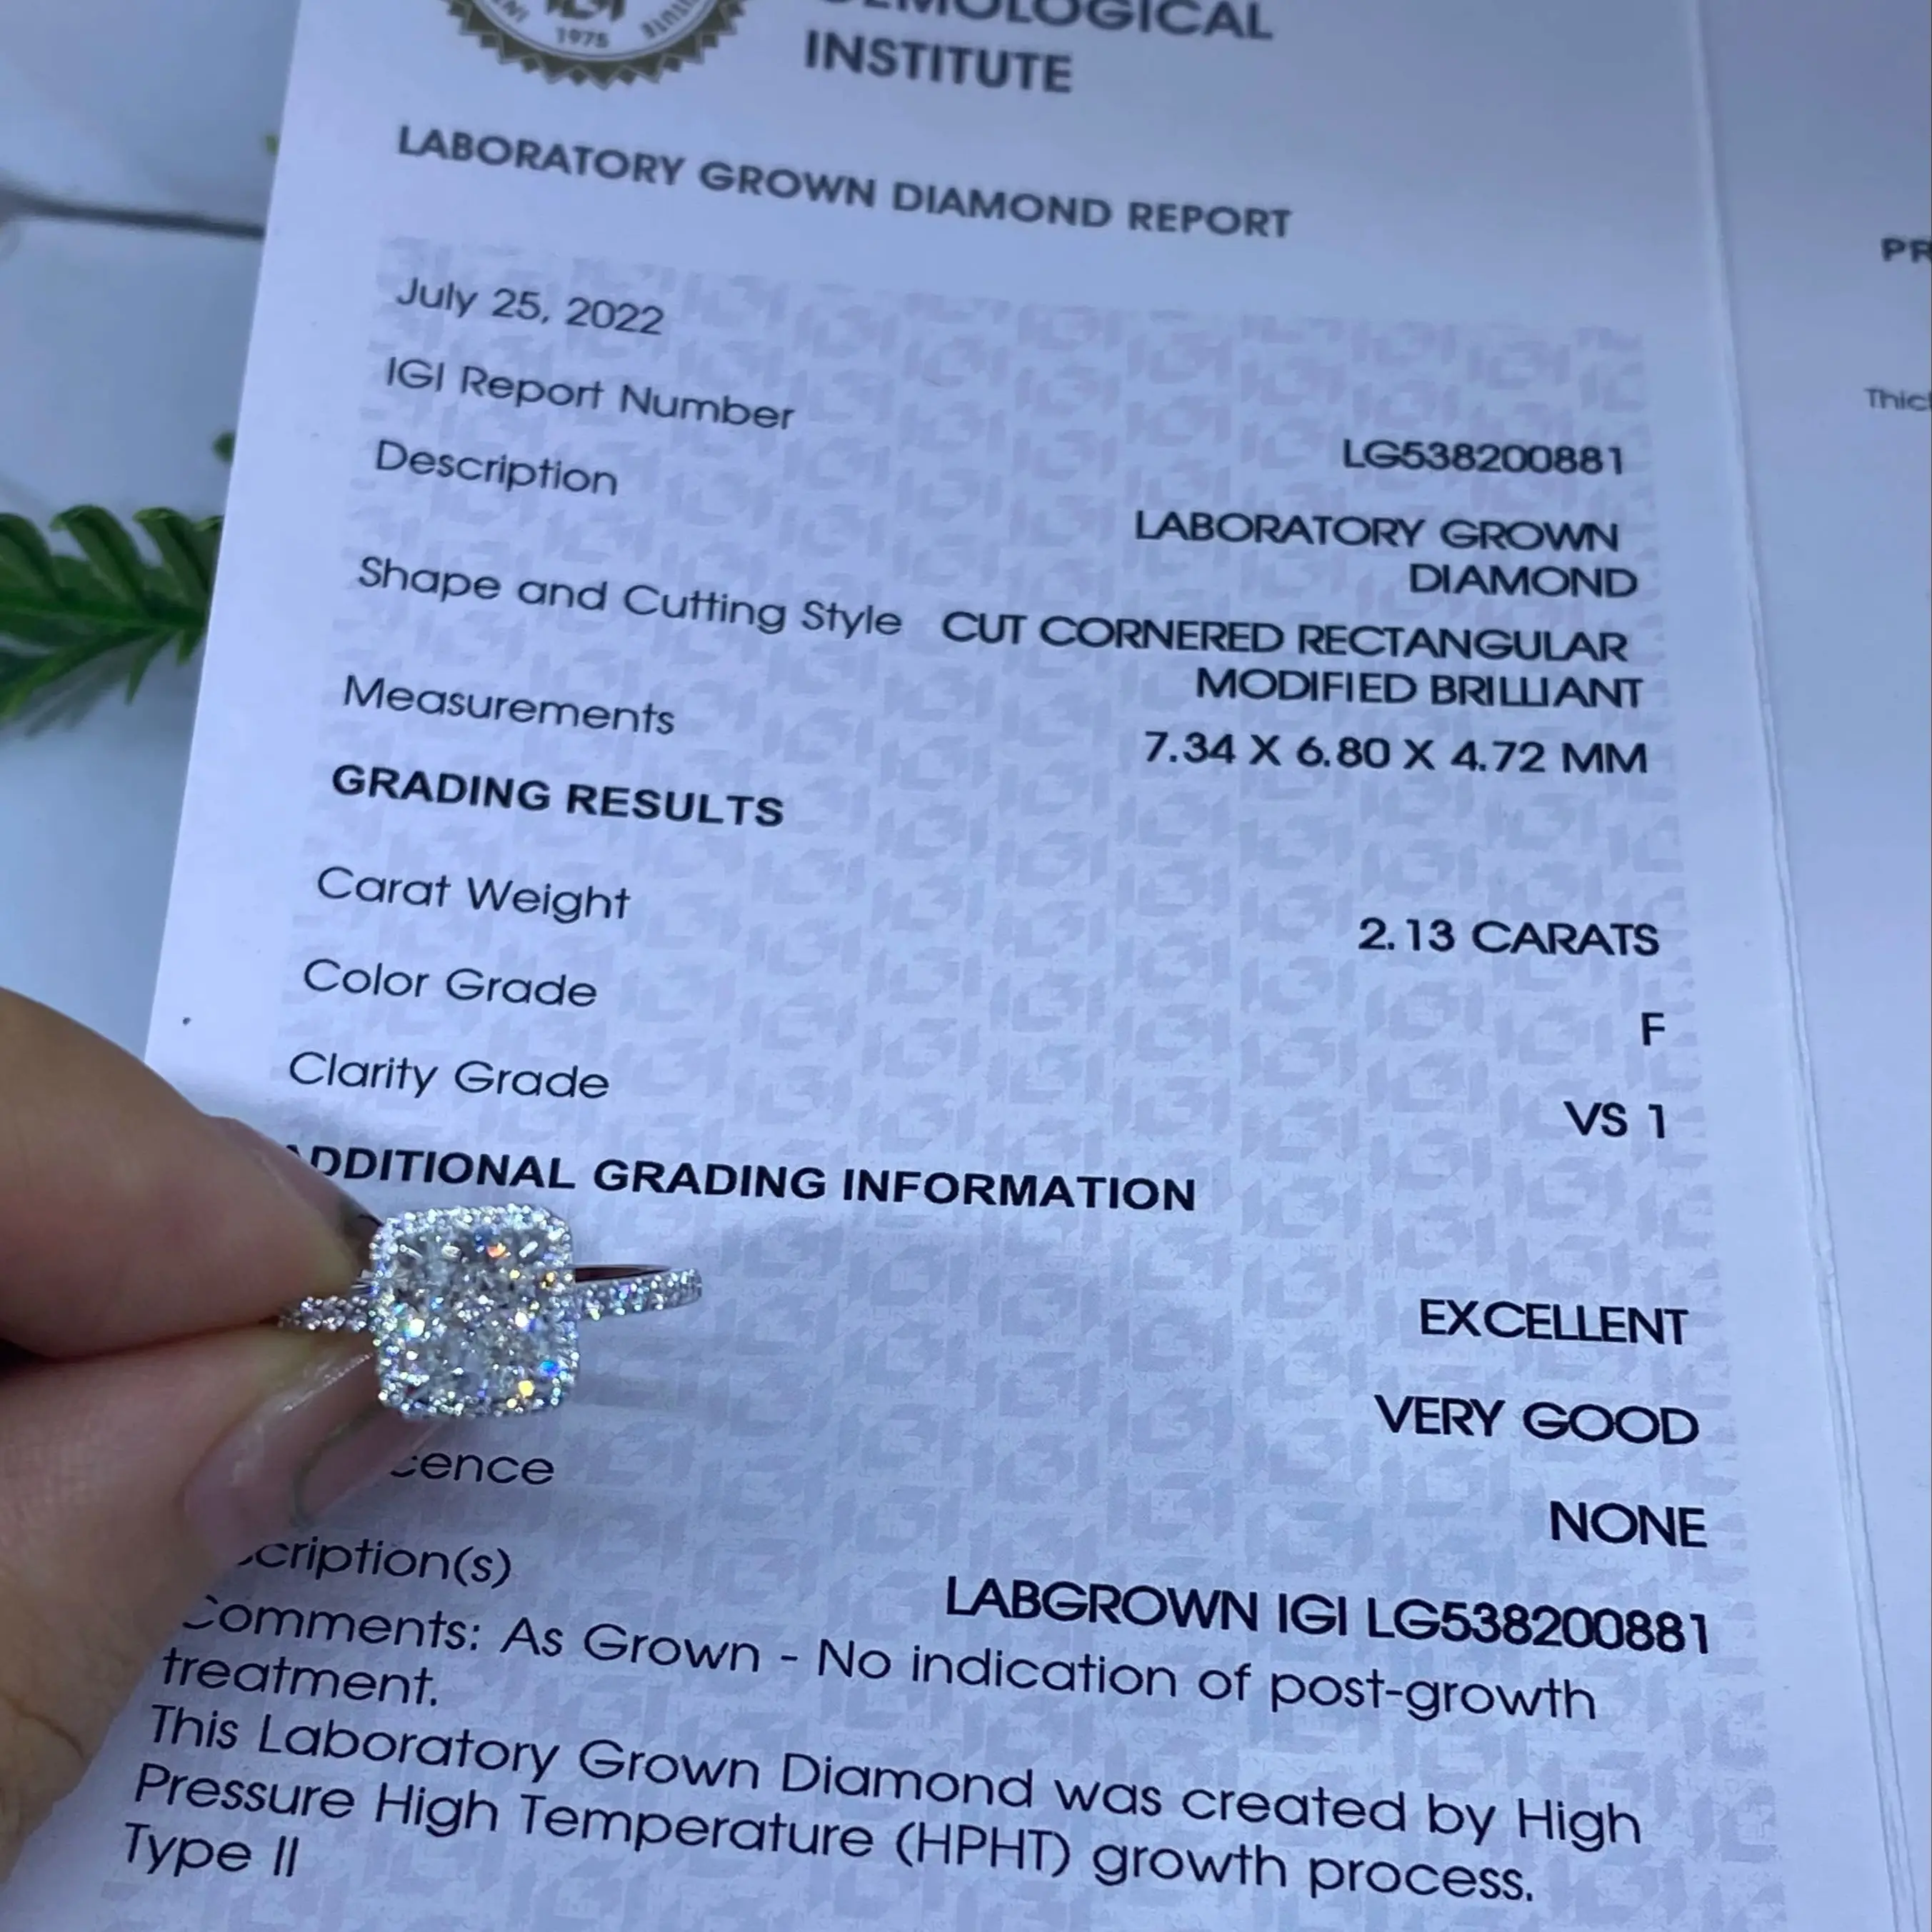 1975
INSTITUTE
LABORATORY GROWN DIAMOND REPORT
July 25, 2022
IGI Report Number
LG538200881
Description
LABORATORY GROWN
DIAMOND
Shape and Cutting Style CUT CORNERED RECTANGULAR
MODIFIED BRILLIANT
Measurements
7.34 X 6.80 X 4.72 MM
GRADING RESULTS
Carat Weight
2.13 CARATS
Color Grade
F
Clarity Grade
VS 1
ADDITIONAL GRADING INFORMATION
EXCELLENT
VERY GOOD
cence
NONE
cription(s)
LABGROWN IGI LG538200881
Comments: As Grown - No indication of post-growth
treatment.
This Laboratory Grown Diamond was created by High
Pressure High Temperature (HPHT) growth process.
Type II
PR
Thic